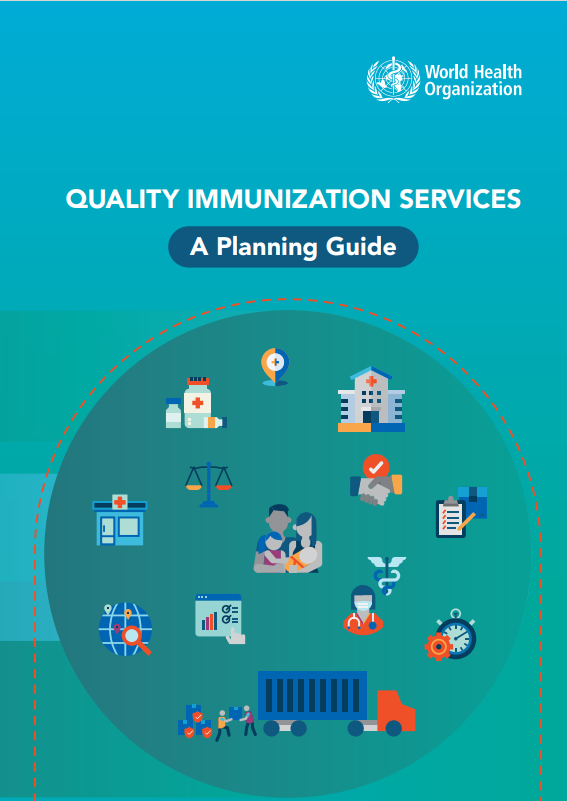 World Health
Organization
QUALITY IMMUNIZATION SERVICES
A Planning Guide